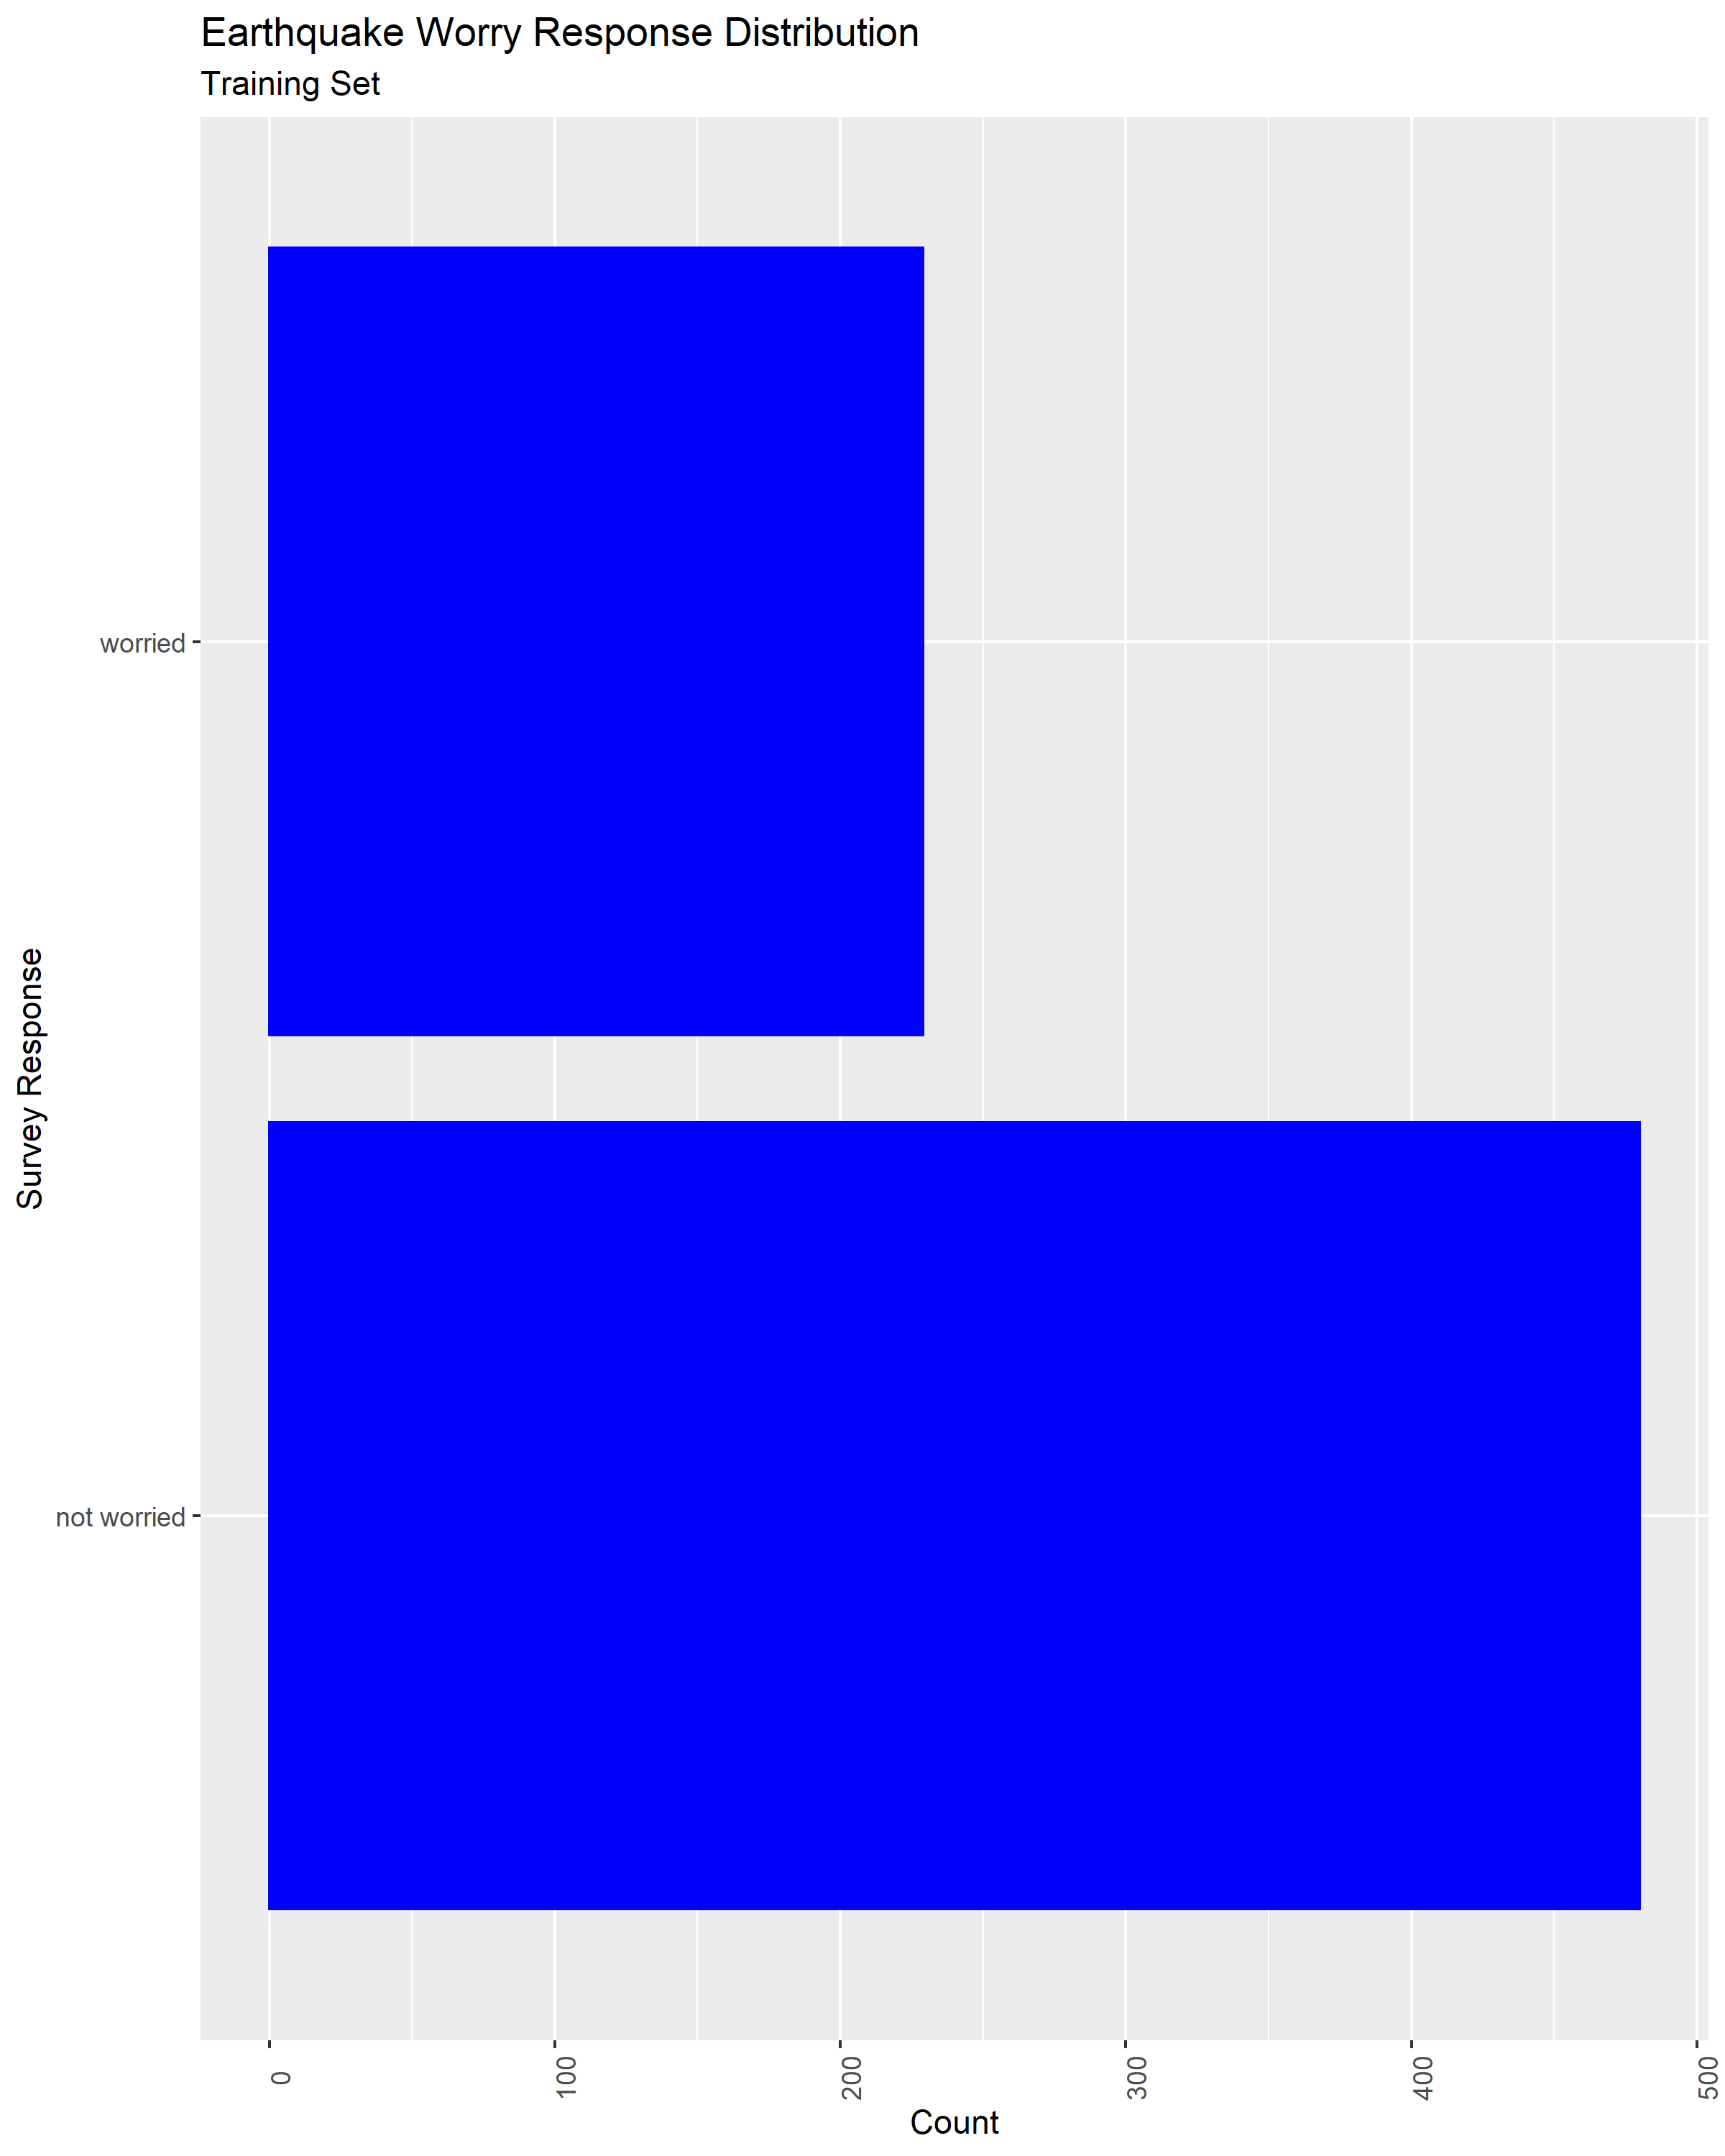 Earthquake Worry Response Distribution
Training Set
Survey Response
worried
not worried
0
100
200
300
400
500
Count